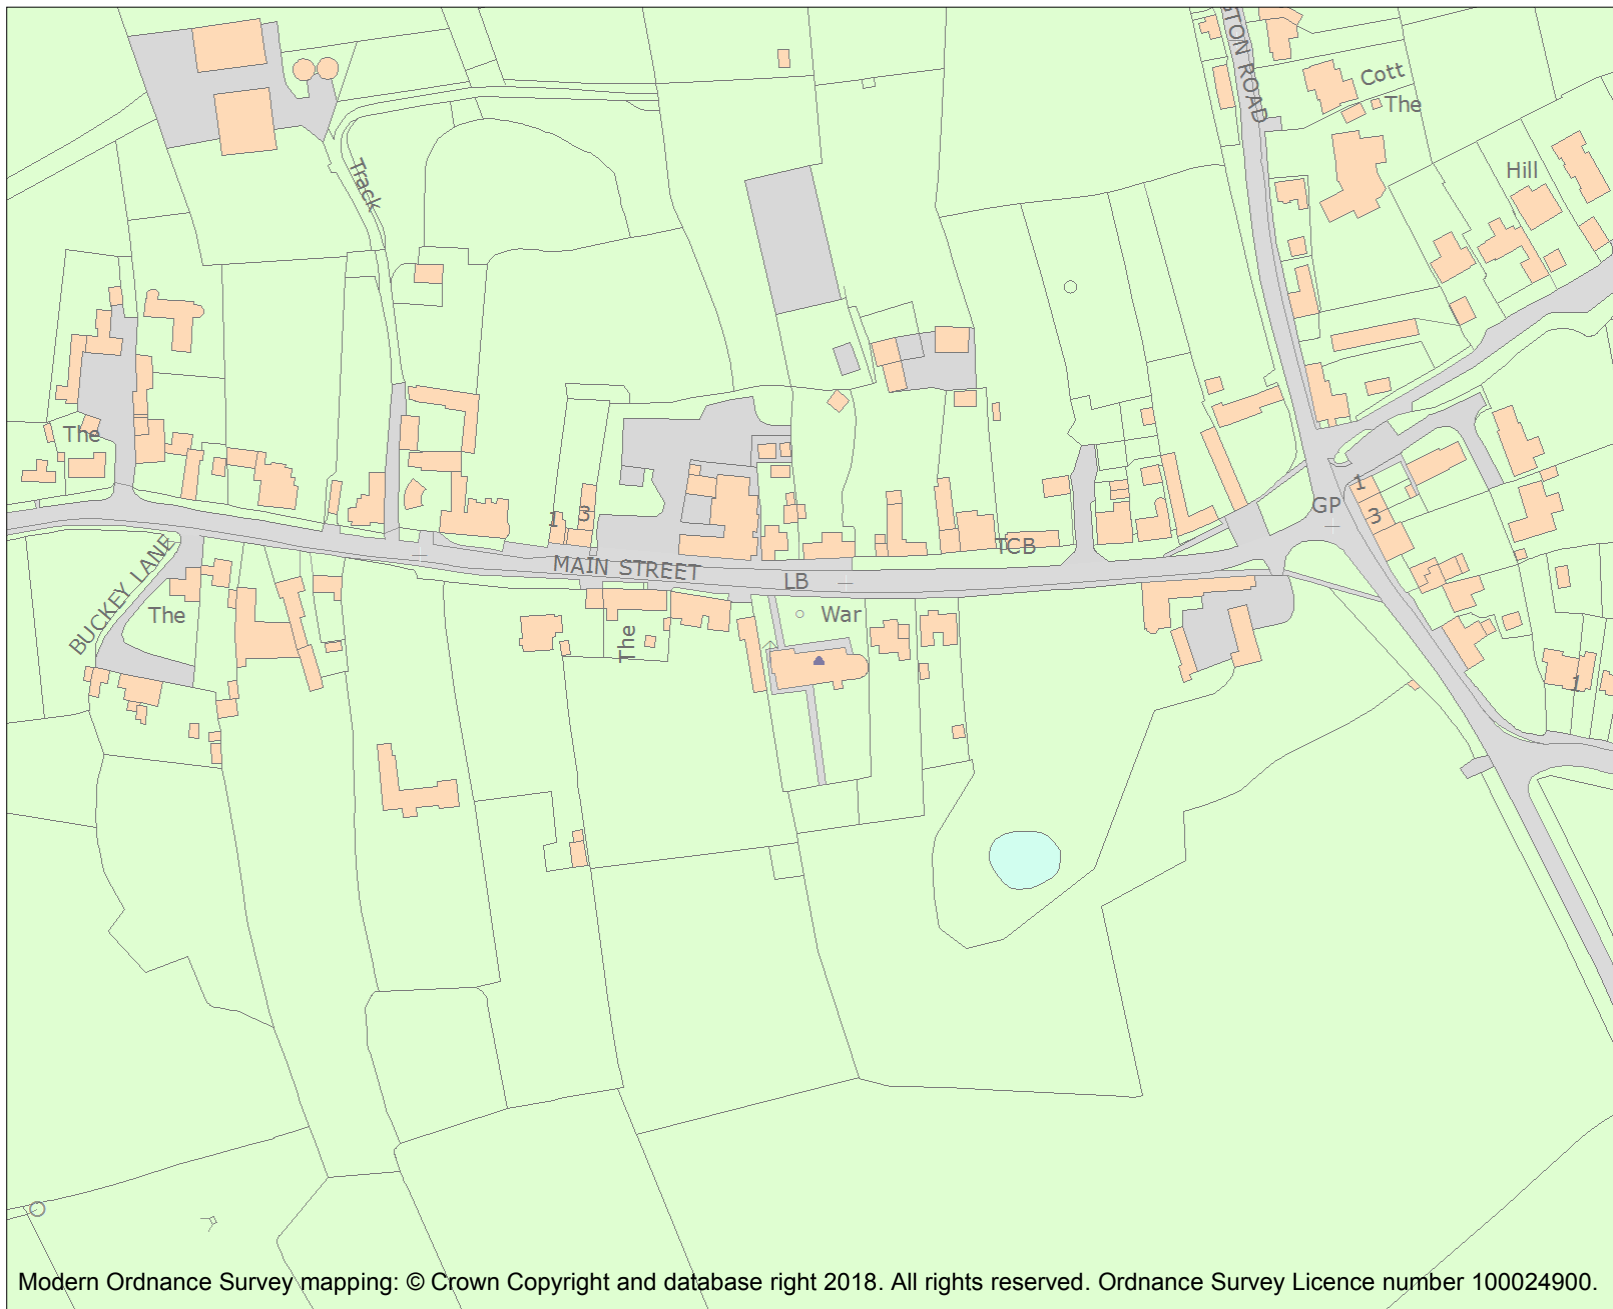 TON ROAD
Cott
The
Hill
Track
The
1
3
GP
1
3
TCB
MAIN STREET
LB
BUCKEY LANE
The
The
War
1
Modern Ordnance Survey mapping: © Crown Copyright and database right 2018. All rights reserved. Ordnance Survey Licence number 100024900.